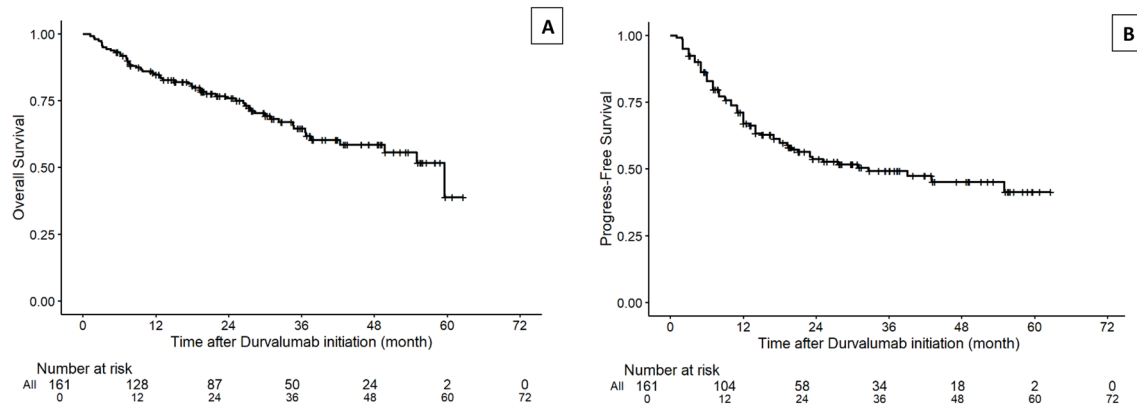 A
Overall Survival
1.00
0.75
0.50
0.25
0.00
0 12 24 36 48 60 72
Time after Durvalumab initiation (month)
Number at risk
All 161 128 87 50 24 2 0
0 12 24 36 48 60 72
B
Progress-Free Survival
1.00
0.75
0.50
0.25
0.00
0 12 24 36 48 60 72
Time after Durvalumab initiation (month)
Number at risk
All 161 104 58 34 18 2 0
0 12 24 36 48 60 72